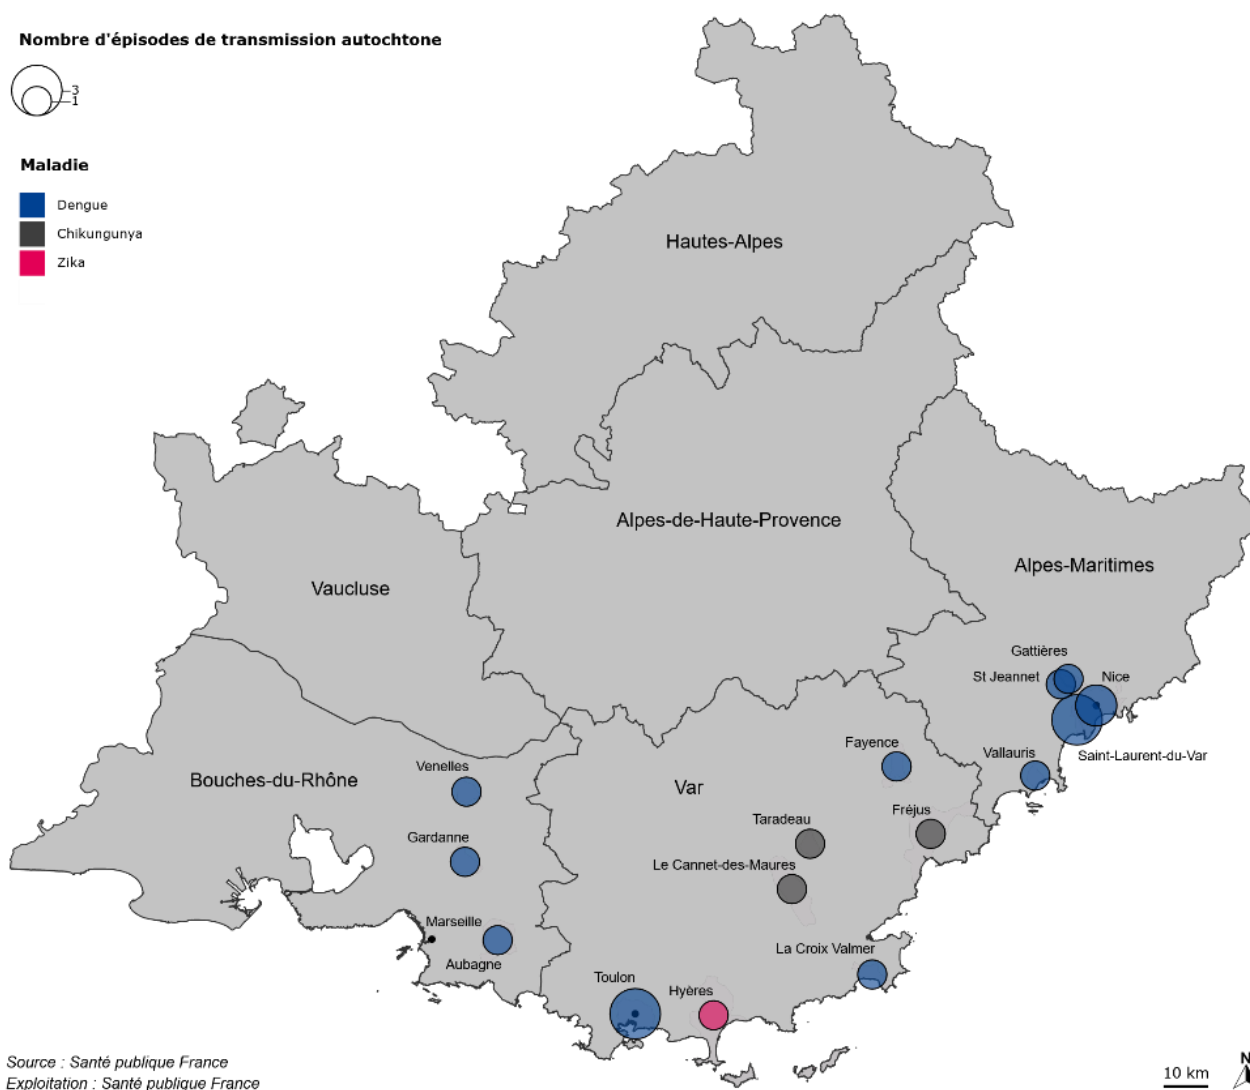 Nombre d'épisodes de transmission autochtone
3
1
Maladie
Dengue
Chikungunya
Zika
Hautes-Alpes
Alpes-de-Haute-Provence
Alpes-Maritimes
Vaucluse
Gattières
St Jeannet
Nice
Saint-Laurent-du-Var
Vallauris
Fayence
Venelles
Bouches-du-Rhône
Var
Fréjus
Taradeau
Gardanne
Le Cannet-des-Maures
Marseille
Aubagne
La Croix Valmer
Toulon
Hyères
Source : Santé publique France
Exploitation : Santé publique France
10 km
N